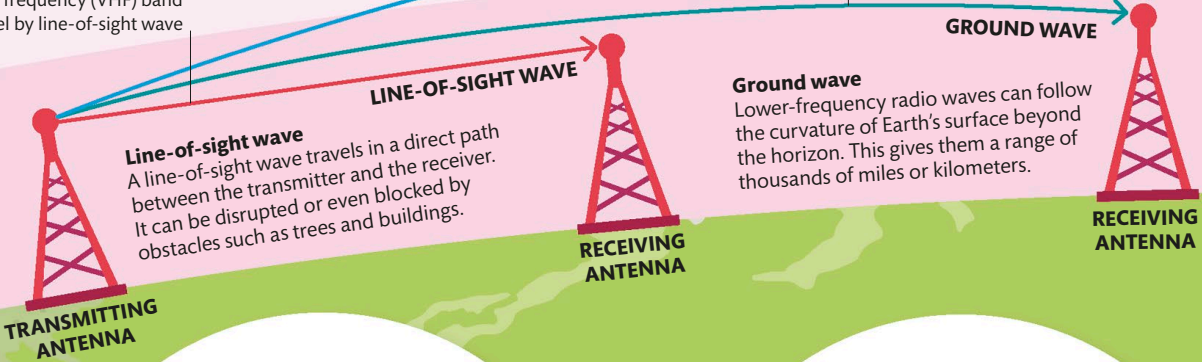 frequency (VHF) band
by line-of-sight wave
LINE-OF-SIGHT WAVE
Line-of-sight wave
A line-of-sight wave travels in a direct path
between the transmitter and the receiver.
It can be disrupted or even blocked by
obstacles such as trees and buildings.
GROUND WAVE
Ground wave
Lower-frequency radio waves can follow
the curvature of Earth’s surface beyond
the horizon. This gives them a range of
thousands of miles or kilometers.
TRANSMITTING
ANTENNA
RECEIVING
ANTENNA
RECEIVING
ANTENNA